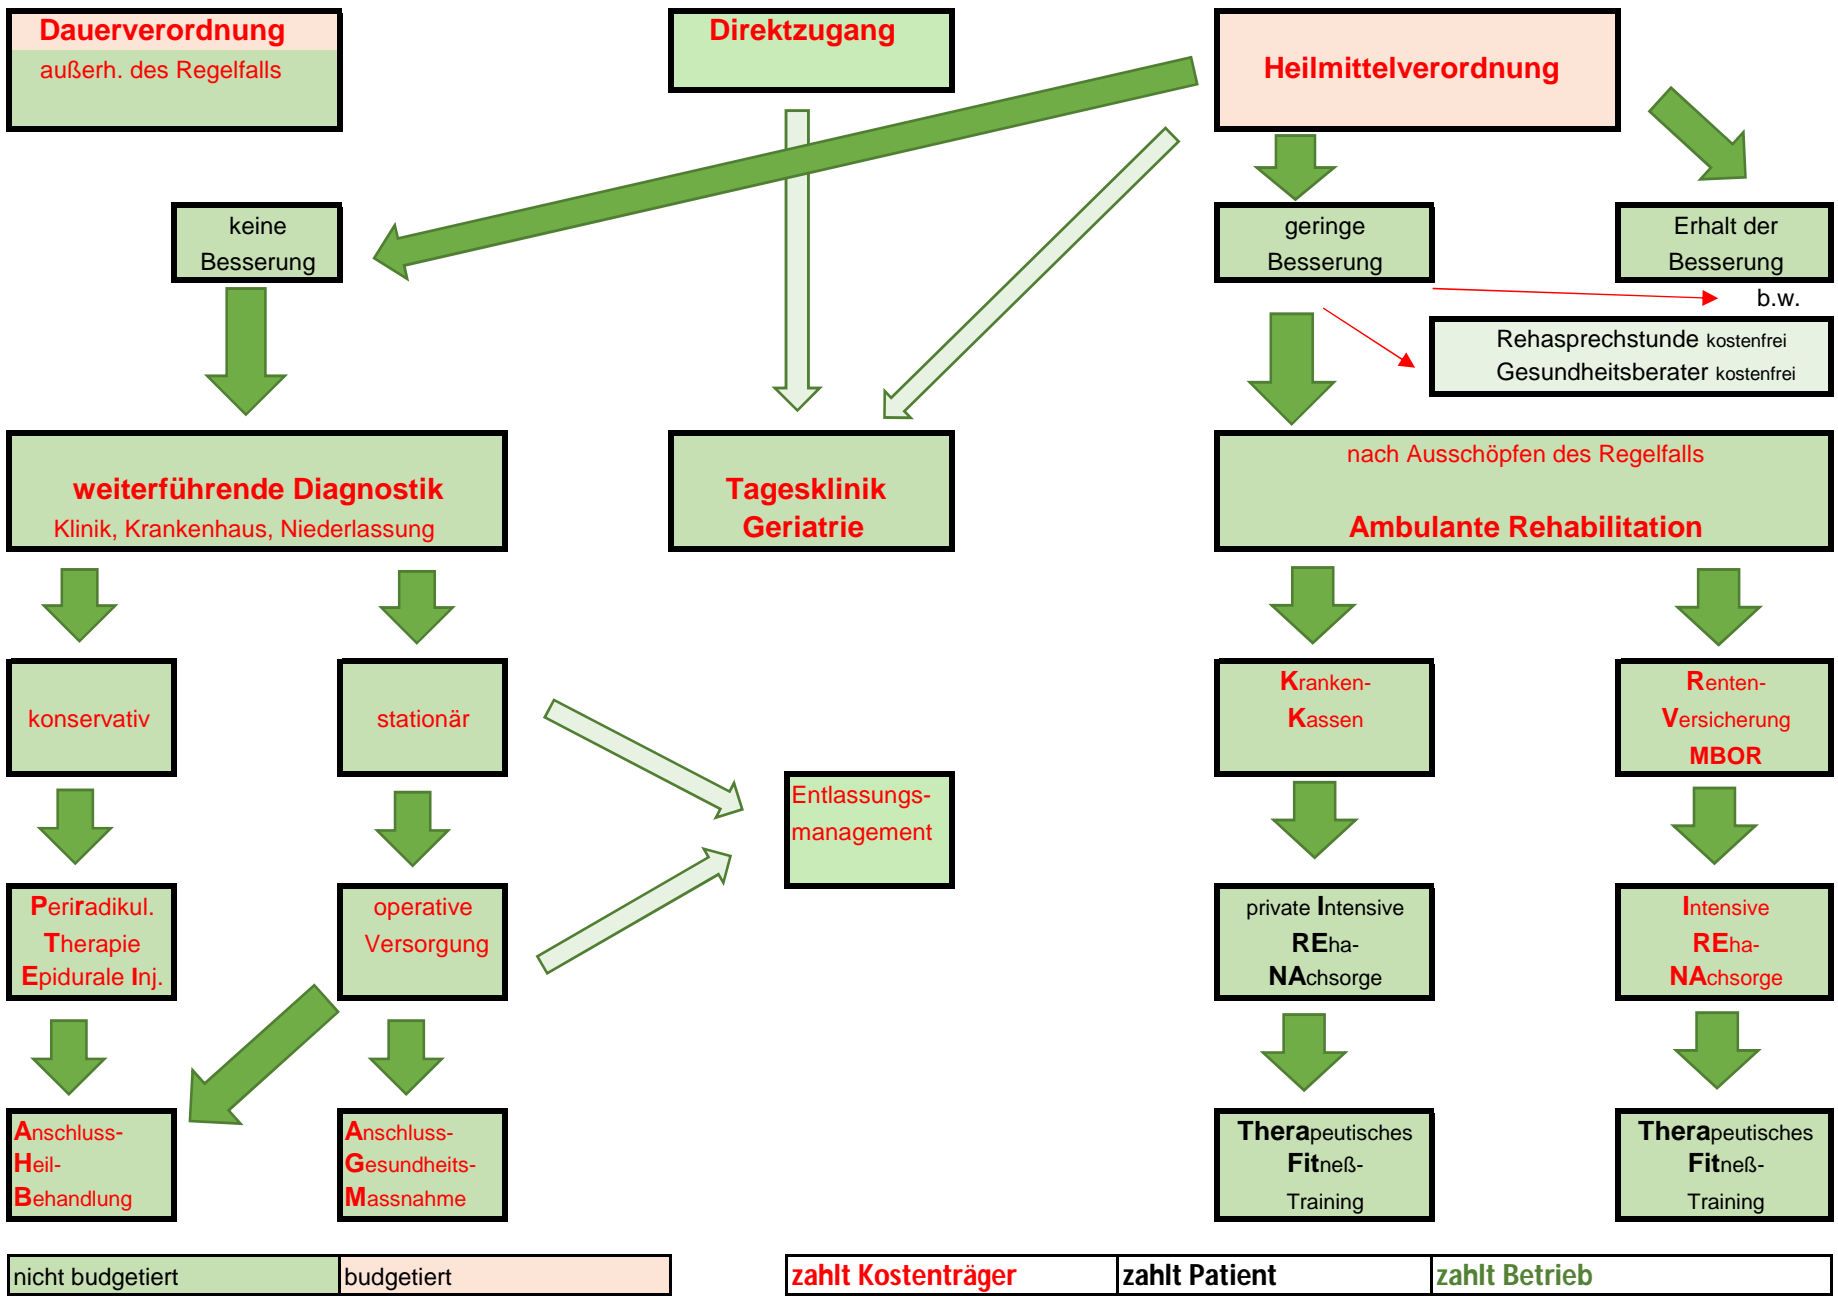 Dauerverordnung
außerh. des Regelfalls
Direktzugang
Heilmittelverordnung
keine
Besserung
geringe
Besserung
Erhalt der
Besserung
b.w.
Rehasprechstunde kostenfrei
Gesundheitsberater kostenfrei
weiterführende Diagnostik
Klinik, Krankenhaus, Niederlassung
Tagesklinik
Geriatrie
nach Ausschöpfen des Regelfalls
Ambulante Rehabilitation
konservativ
stationär
Kranken-
Kassen
Renten-
Versicherung
MBOR
Entlassungs-
management
Periradikul.
Therapie
Epidurale Inj.
operative
Versorgung
private Intensive
REha-
NAchsorge
Intensive
REha-
NAchsorge
Anschluss-
Heil-
Behandlung
Anschluss-
Gesundheits-
Massnahme
Therapeutisches
Fitneß-
Training
Therapeutisches
Fitneß-
Training
nicht budgetiert
budgetiert
zahlt Kostenträger
zahlt Patient
zahlt Betrieb